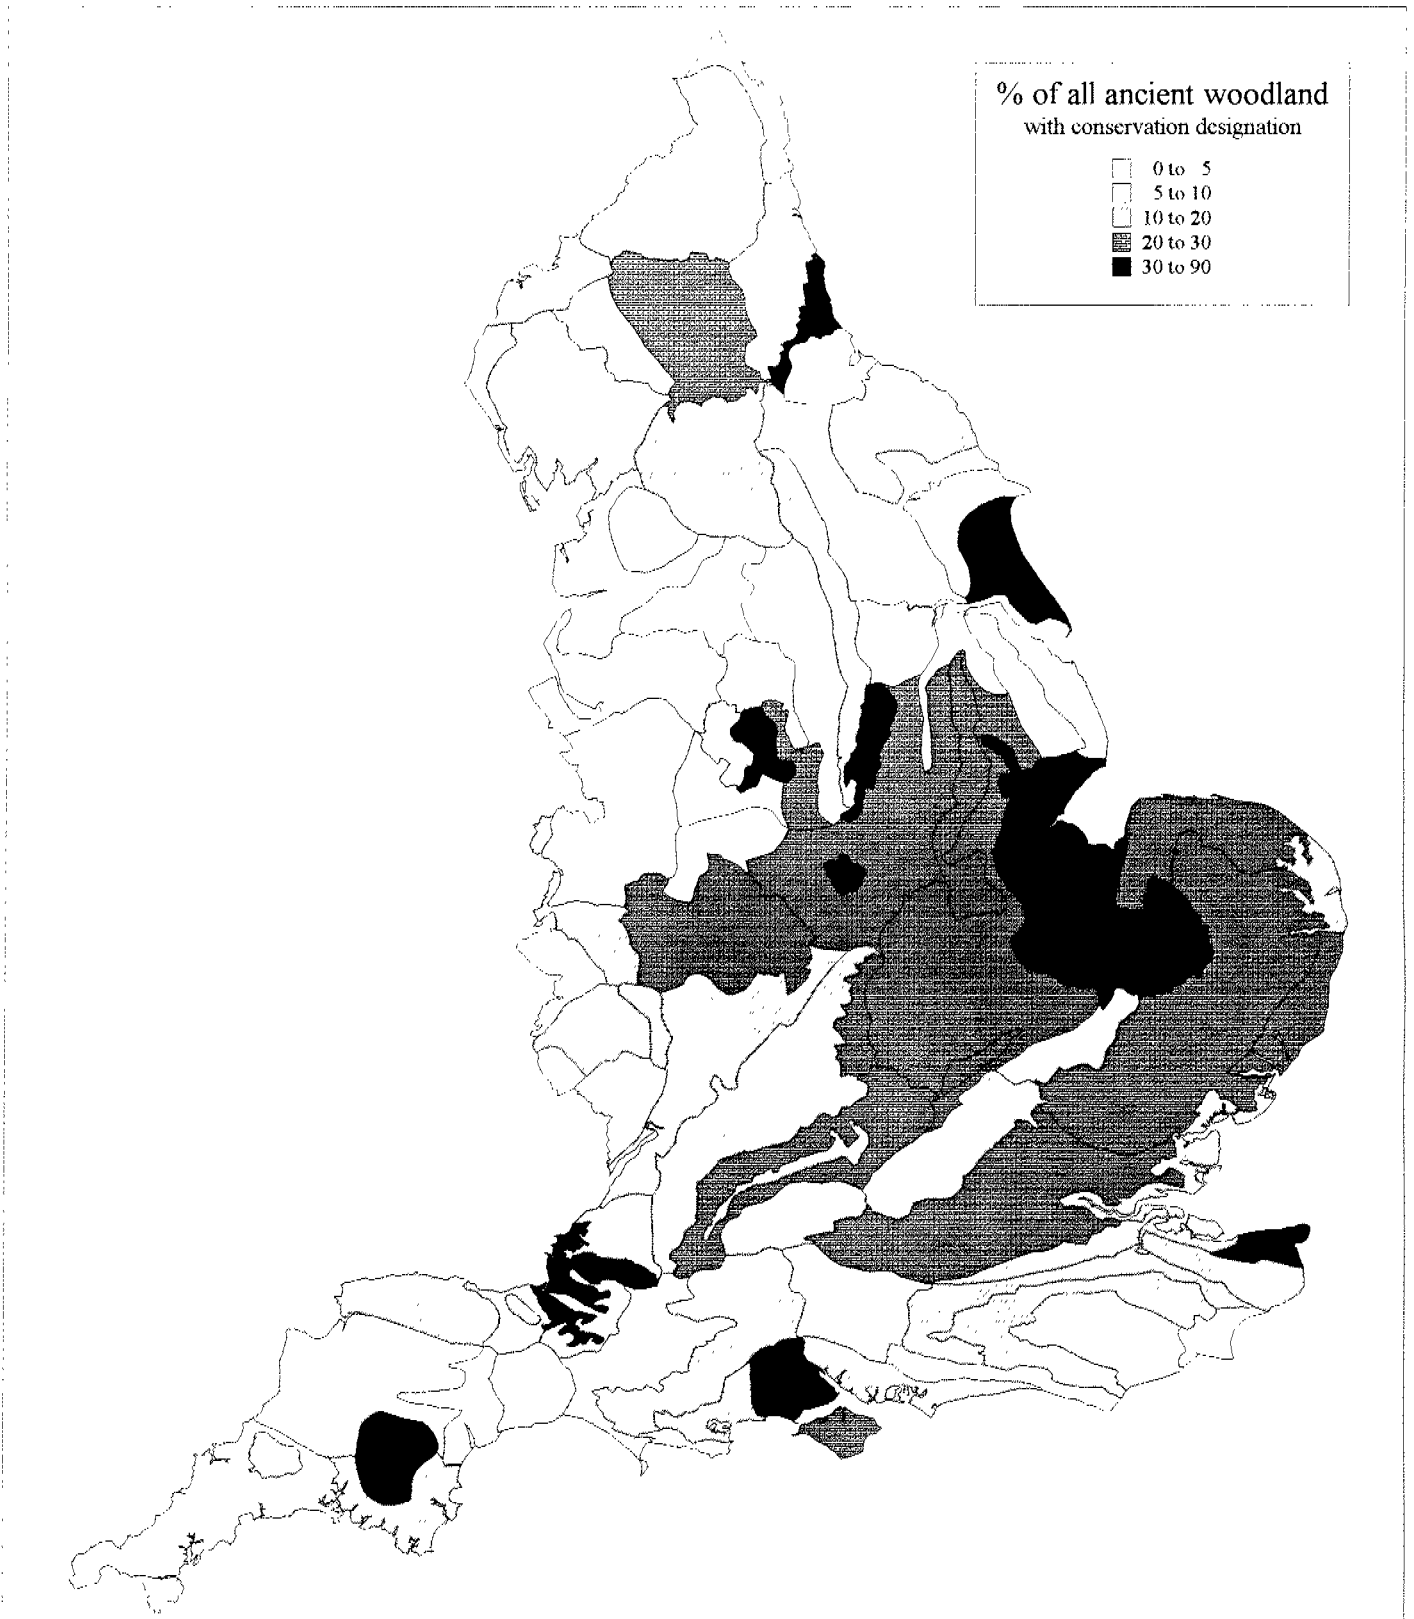 % of all ancient woodland
with conservation designation
0 to 5
5 to 10
10 to 20
20 to 30
30 to 90